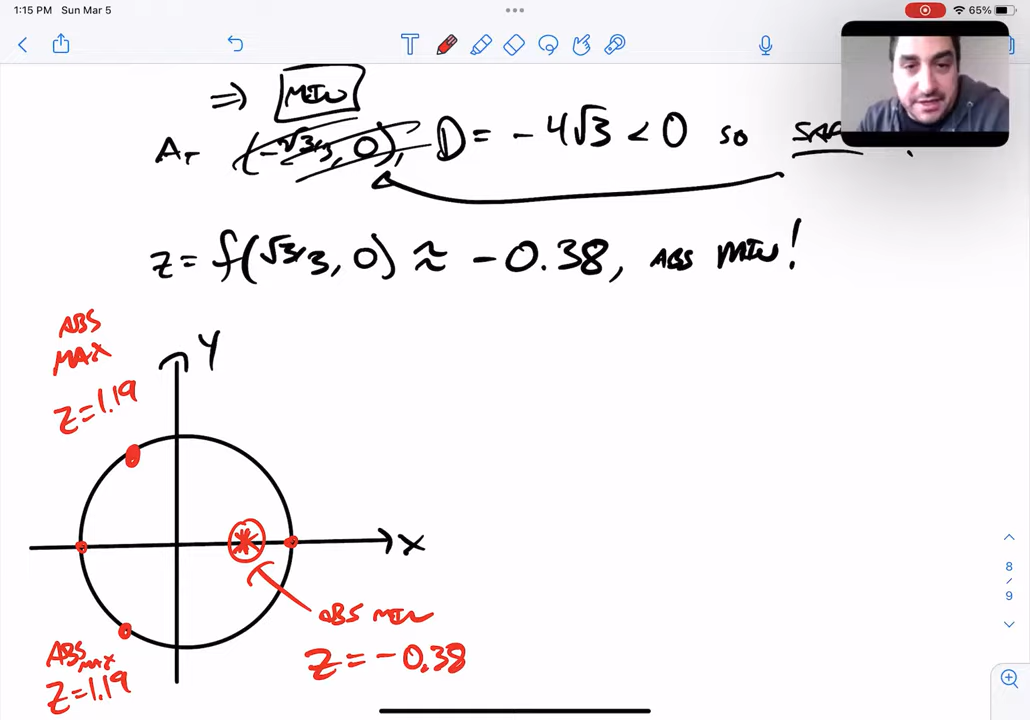 1:15 PM Sun Mar 5
65%
T
⇒ MIN
AT (-√3/3, 0), D = -4√3 < 0 so
z = f(√3/3, 0) ≈ -0.38, ABS MIN!
ABS
MAX
Z=1.19
Y
X
ABS MIN
Z = -0.38
ABS MAX
Z=1.19
8
/
9